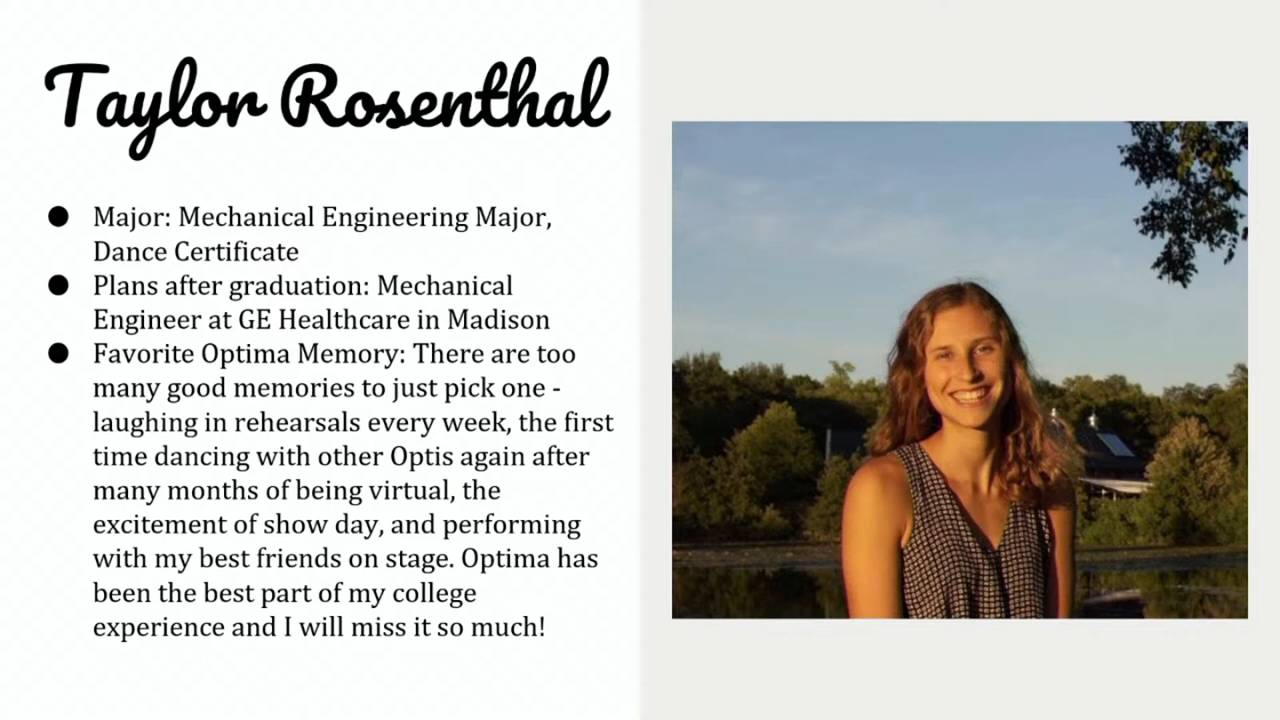 Taylor Rosenthal
● Major: Mechanical Engineering Major,
Dance Certificate
● Plans after graduation: Mechanical
Engineer at GE Healthcare in Madison
● Favorite Optima Memory: There are too
many good memories to just pick one -
laughing in rehearsals every week, the first
time dancing with other Optis again after
many months of being virtual, the
excitement of show day, and performing
with my best friends on stage. Optima has
been the best part of my college
experience and I will miss it so much!